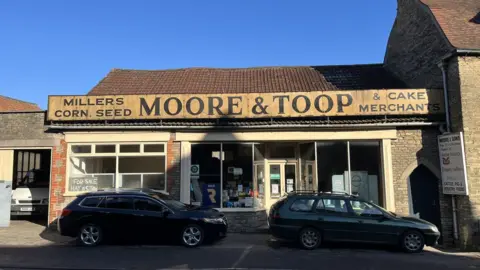 MILLERS
CORN, SEED
MOORE & TOOP
& CAKE
MERCHANTS
FOR SALE